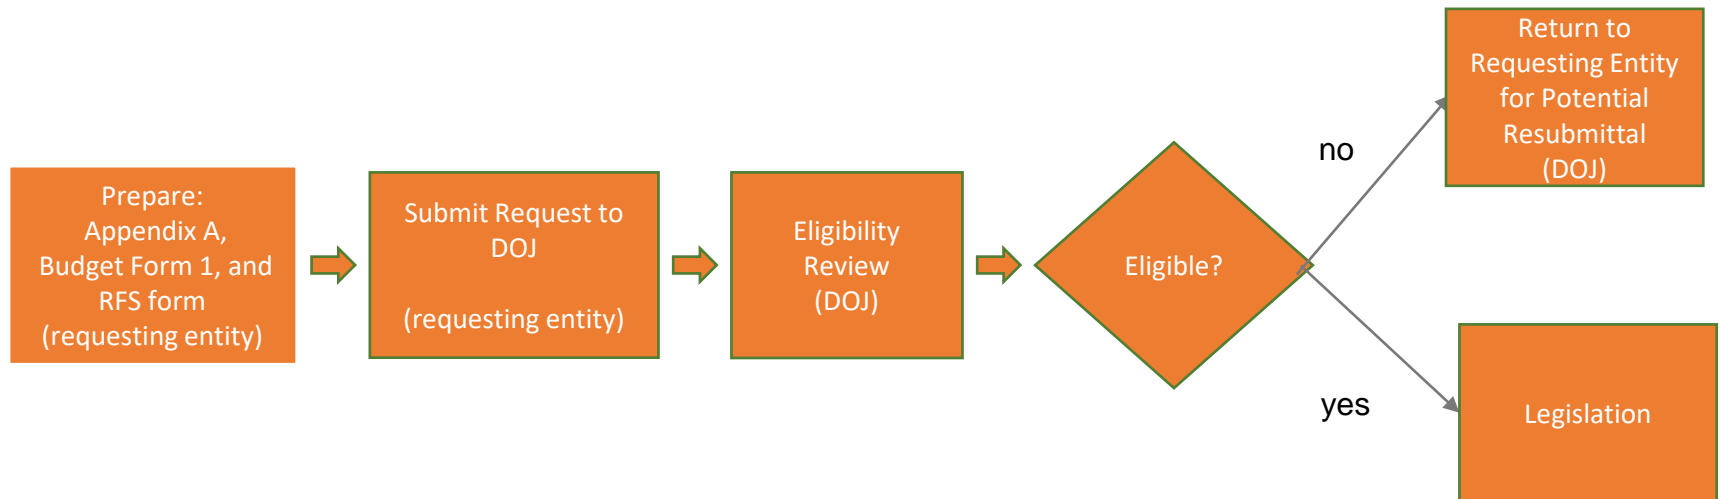 Prepare:
Appendix A,
Budget Form 1, and
RFS form
(requesting entity)
Submit Request to
DOJ
(requesting entity)
Eligibility
Review
(DOJ)
Eligible?
no
Return to
Requesting Entity
for Potential
Resubmittal
(DOJ)
yes
Legislation